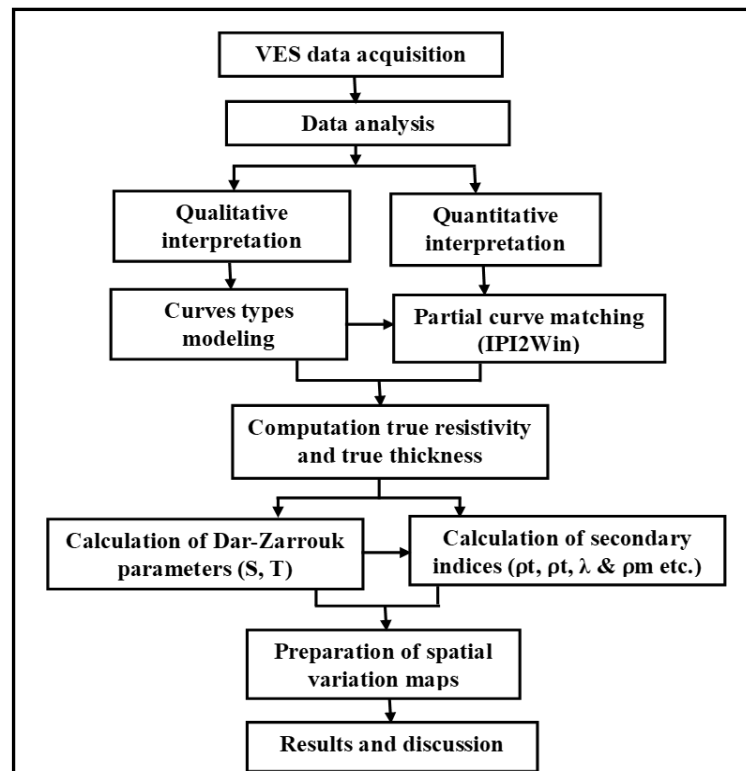 VES data acquisition
Data analysis
Qualitative
interpretation
Quantitative
interpretation
Curves types
modeling
Partial curve matching
(IPI2Win)
Computation true resistivity
and true thickness
Calculation of Dar-Zarrouk
parameters (S, T)
Calculation of secondary
indices (ρt, ρt, λ & ρm etc.)
Preparation of spatial
variation maps
Results and discussion